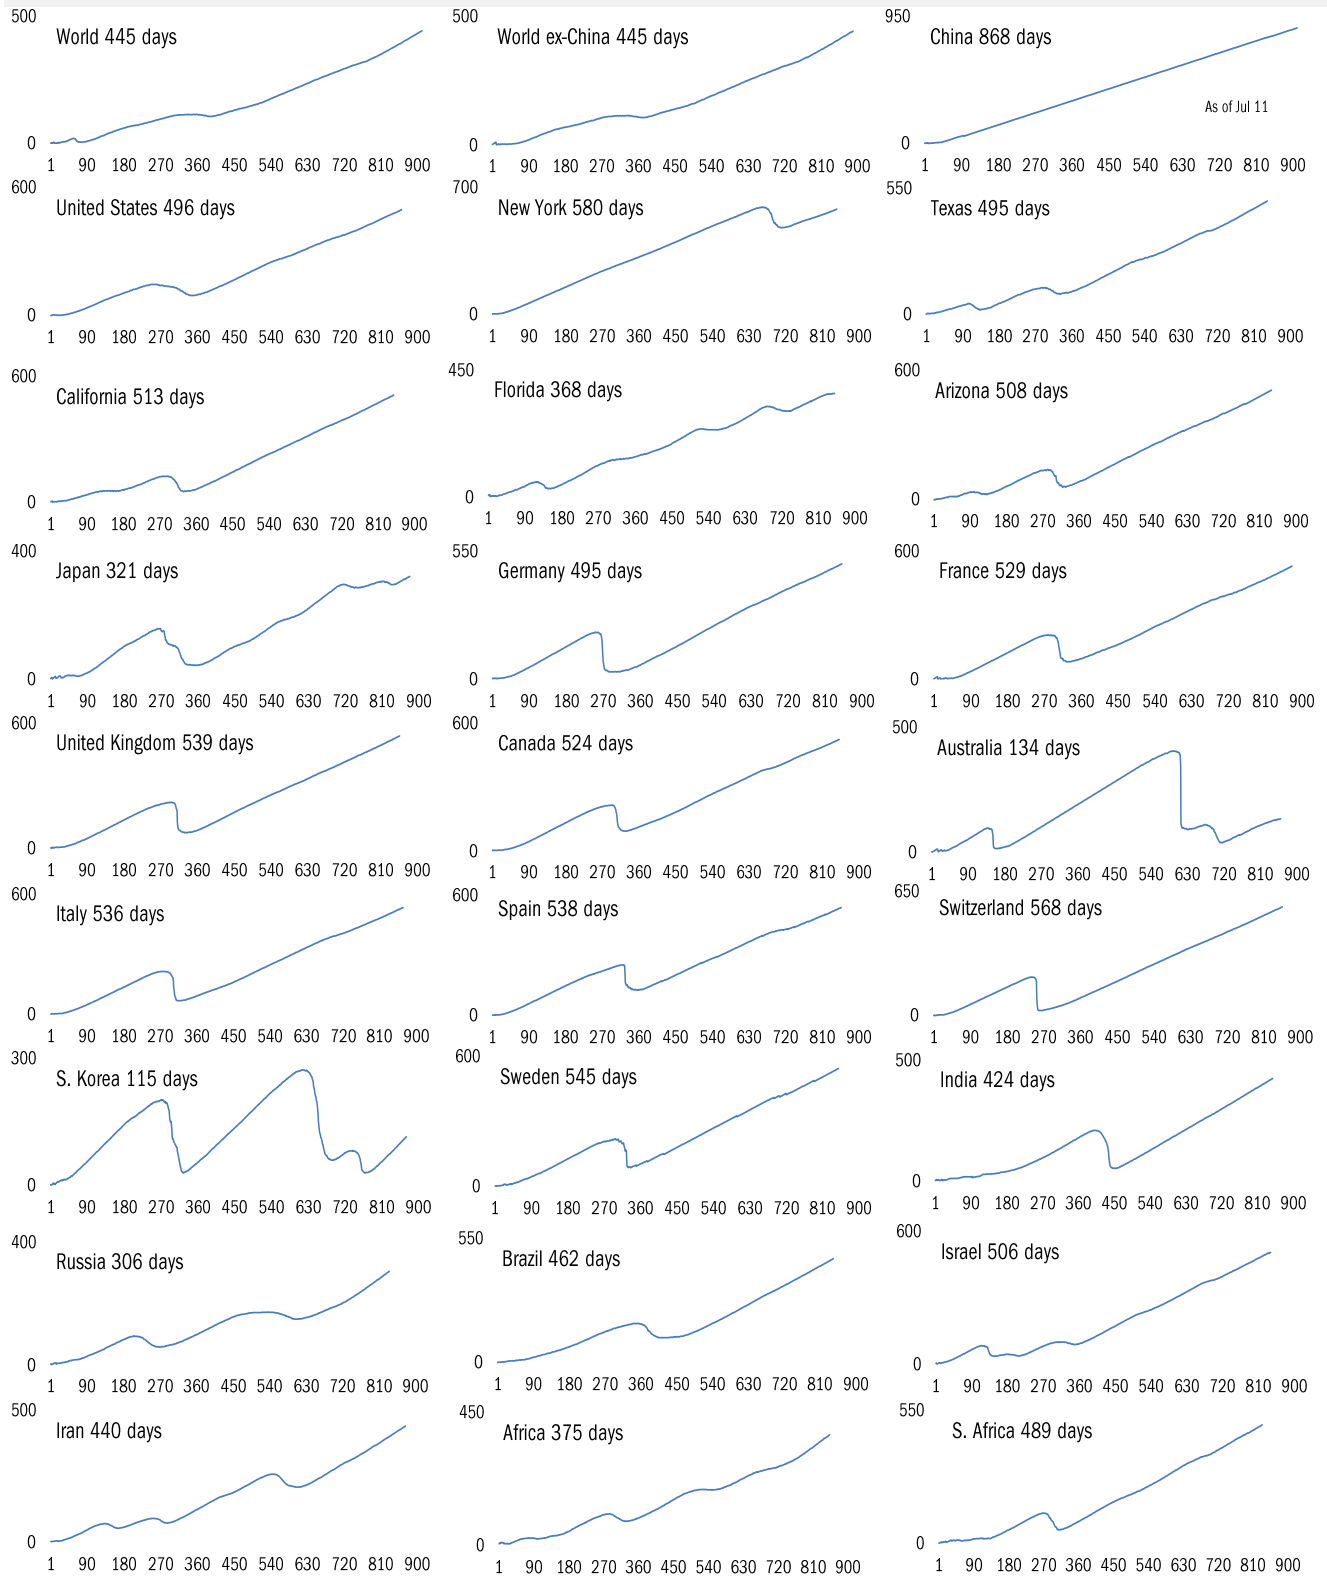 500 500 950
World 445 days World ex-China 445 days China 868 days
As of Jul 11
0 0 0
1 90 180 270 360 450 540 630 720 810 900 1 90 180 270 360 450 540 630 720 810 900 1 90 180 270 360 450 540 630 720 810 900
600 700 550
United States 496 days New York 580 days Texas 495 days
0 0 0
1 90 180 270 360 450 540 630 720 810 900 1 90 180 270 360 450 540 630 720 810 900 1 90 180 270 360 450 540 630 720 810 900
600 450 600
California 513 days Florida 368 days Arizona 508 days
0 0 0
1 90 180 270 360 450 540 630 720 810 900 1 90 180 270 360 450 540 630 720 810 900 1 90 180 270 360 450 540 630 720 810 900
400 550 600
Japan 321 days Germany 495 days France 529 days
0 0 0
1 90 180 270 360 450 540 630 720 810 900 1 90 180 270 360 450 540 630 720 810 900 1 90 180 270 360 450 540 630 720 810 900
600 600 500
United Kingdom 539 days Canada 524 days Australia 134 days
0 0 0
1 90 180 270 360 450 540 630 720 810 900 1 90 180 270 360 450 540 630 720 810 900 1 90 180 270 360 450 540 630 720 810 900
600 600 650
Italy 536 days Spain 538 days Switzerland 568 days
0 0 0
1 90 180 270 360 450 540 630 720 810 900 1 90 180 270 360 450 540 630 720 810 900 1 90 180 270 360 450 540 630 720 810 900
300 600 500
S. Korea 115 days Sweden 545 days India 424 days
0 0 0
1 90 180 270 360 450 540 630 720 810 900 1 90 180 270 360 450 540 630 720 810 900 1 90 180 270 360 450 540 630 720 810 900
400 550 600
Russia 306 days Brazil 462 days Israel 506 days
0 0 0
1 90 180 270 360 450 540 630 720 810 900 1 90 180 270 360 450 540 630 720 810 900 1 90 180 270 360 450 540 630 720 810 900
500 450 550
Iran 440 days Africa 375 days S. Africa 489 days
0 0 0
1 90 180 270 360 450 540 630 720 810 900 1 90 180 270 360 450 540 630 720 810 900 1 90 180 270 360 450 540 630 720 810 900